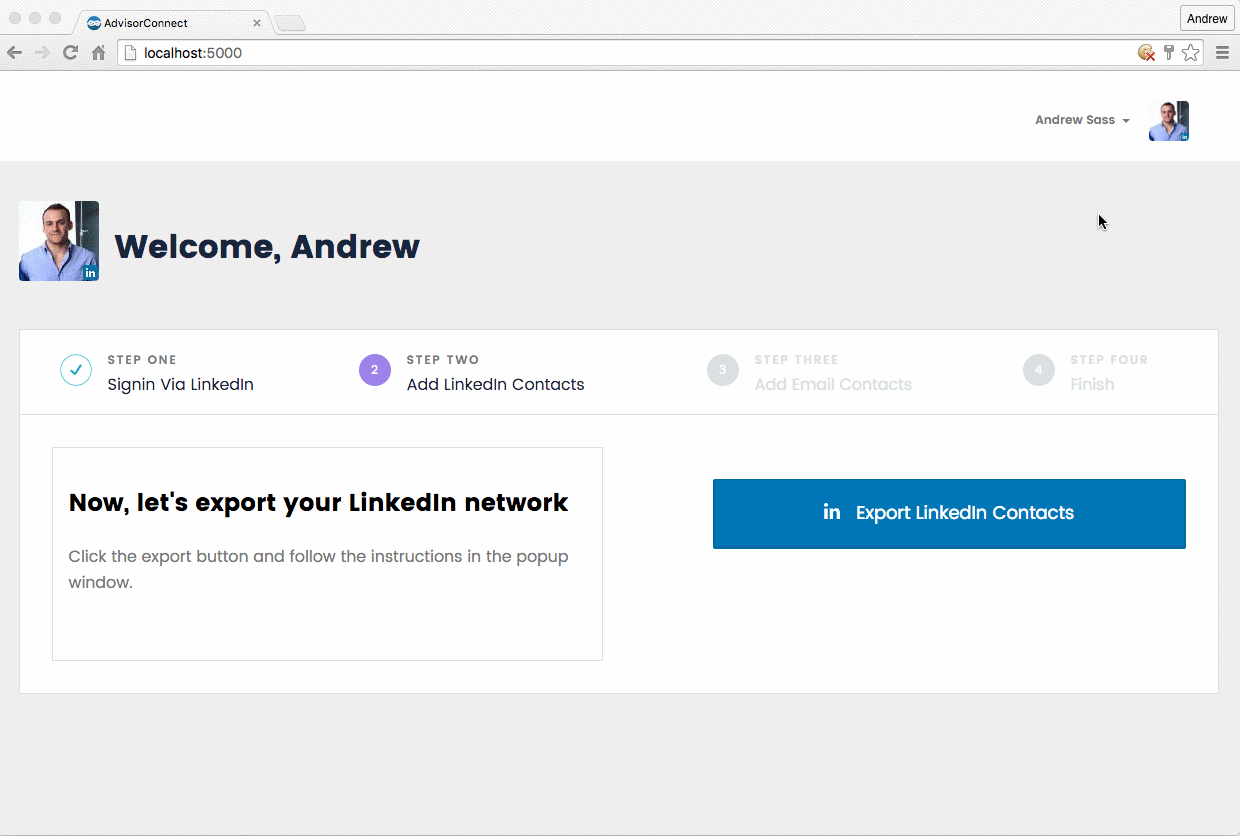 AdvisorConnect
Andrew
localhost:5000
Andrew Sass
in
in
Welcome, Andrew
STEP ONE
Signin Via LinkedIn
2
STEP TWO
Add LinkedIn Contacts
3
STEP THREE
Add Email Contacts
4
STEP FOUR
Finish
Now, let's export your LinkedIn network
Click the export button and follow the instructions in the popup
window.
in Export LinkedIn Contacts